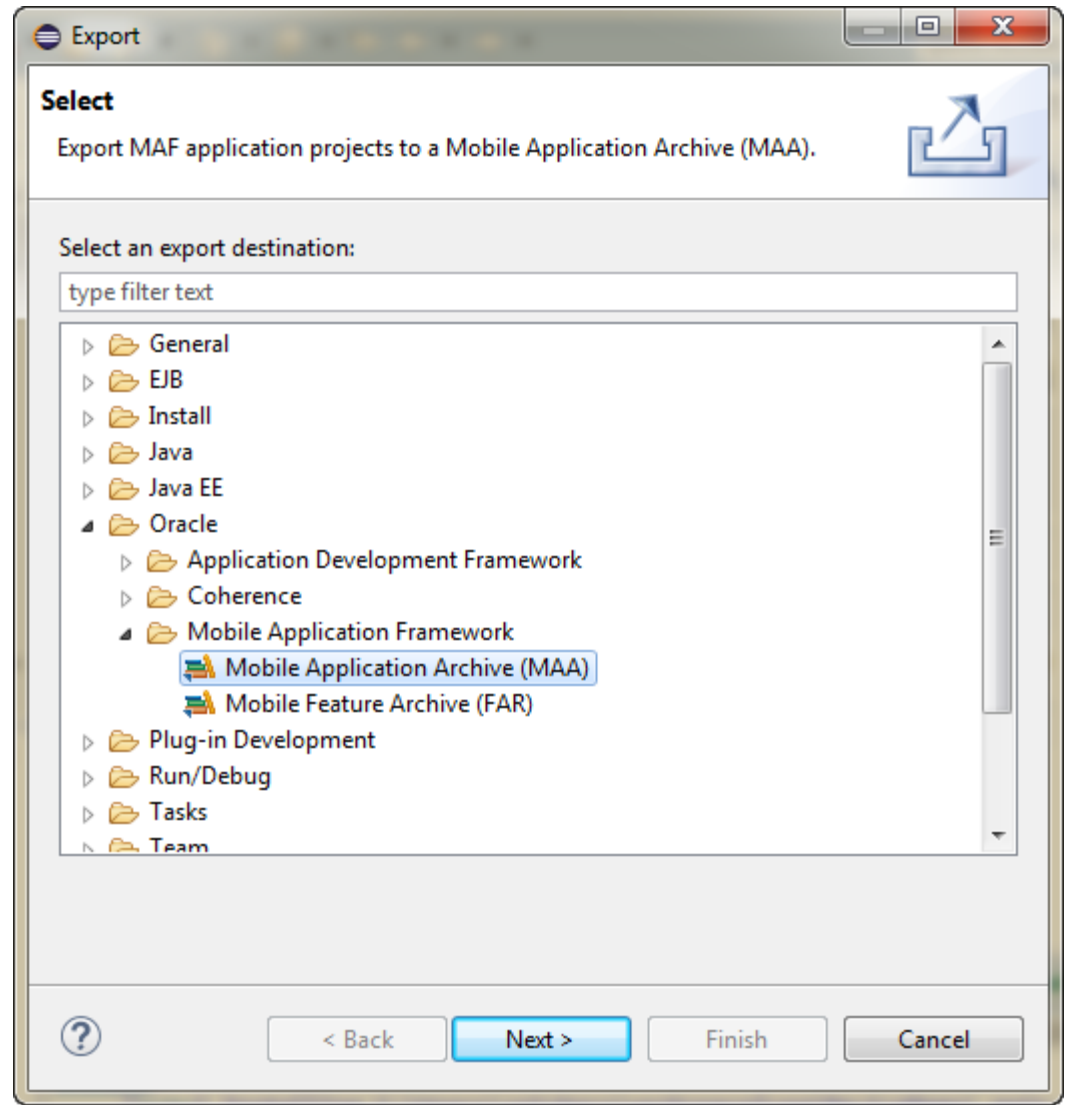 Export
Select
Export MAF application projects to a Mobile Application Archive (MAA).
Select an export destination:
type filter text
General
EJB
Install
Java
Java EE
Oracle
Application Development Framework
Coherence
Mobile Application Framework
Mobile Application Archive (MAA)
Mobile Feature Archive (FAR)
Plug-in Development
Run/Debug
Tasks
Team
< Back Next > Finish Cancel